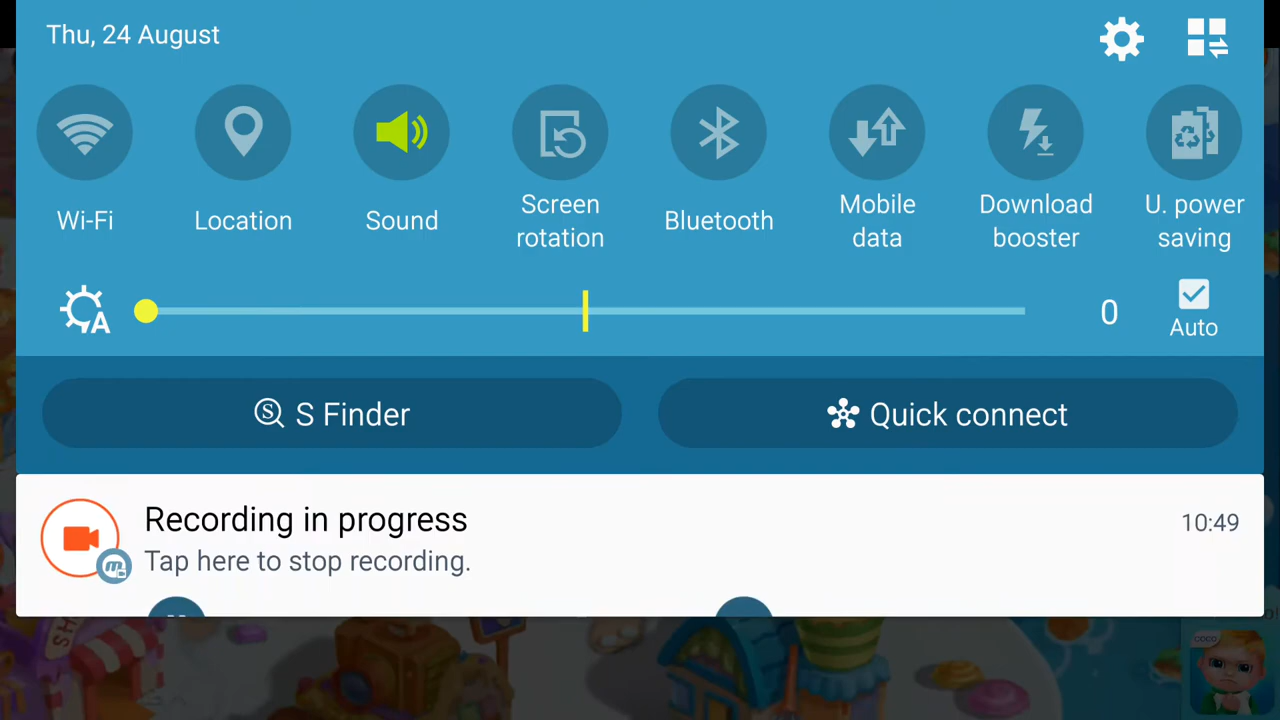 Thu, 24 August
Wi-Fi
Location
Sound
Screen
rotation
Bluetooth
Mobile
data
Download
booster
U. power
saving
A
0
Auto
S Finder
Quick connect
Recording in progress
10:49
Tap here to stop recording.
COCO